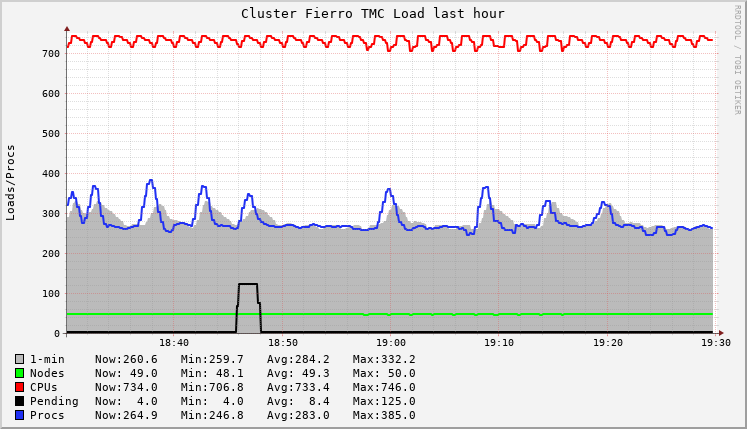 Cluster Fierro TMC Load last hour
RRDTOOL / TOBI OETIKER
Loads/Procs
700
600
500
400
300
200
100
0
18:40 18:50 19:00 19:10 19:20 19:30
1-min Now:260.6 Min:259.7 Avg:284.2 Max:332.2
Nodes Now: 49.0 Min: 48.1 Avg: 49.3 Max: 50.0
CPUs Now:734.0 Min:706.8 Avg:733.4 Max:746.0
Pending Now: 4.0 Min: 4.0 Avg: 8.4 Max:125.0
Procs Now:264.9 Min:246.8 Avg:283.0 Max:385.0